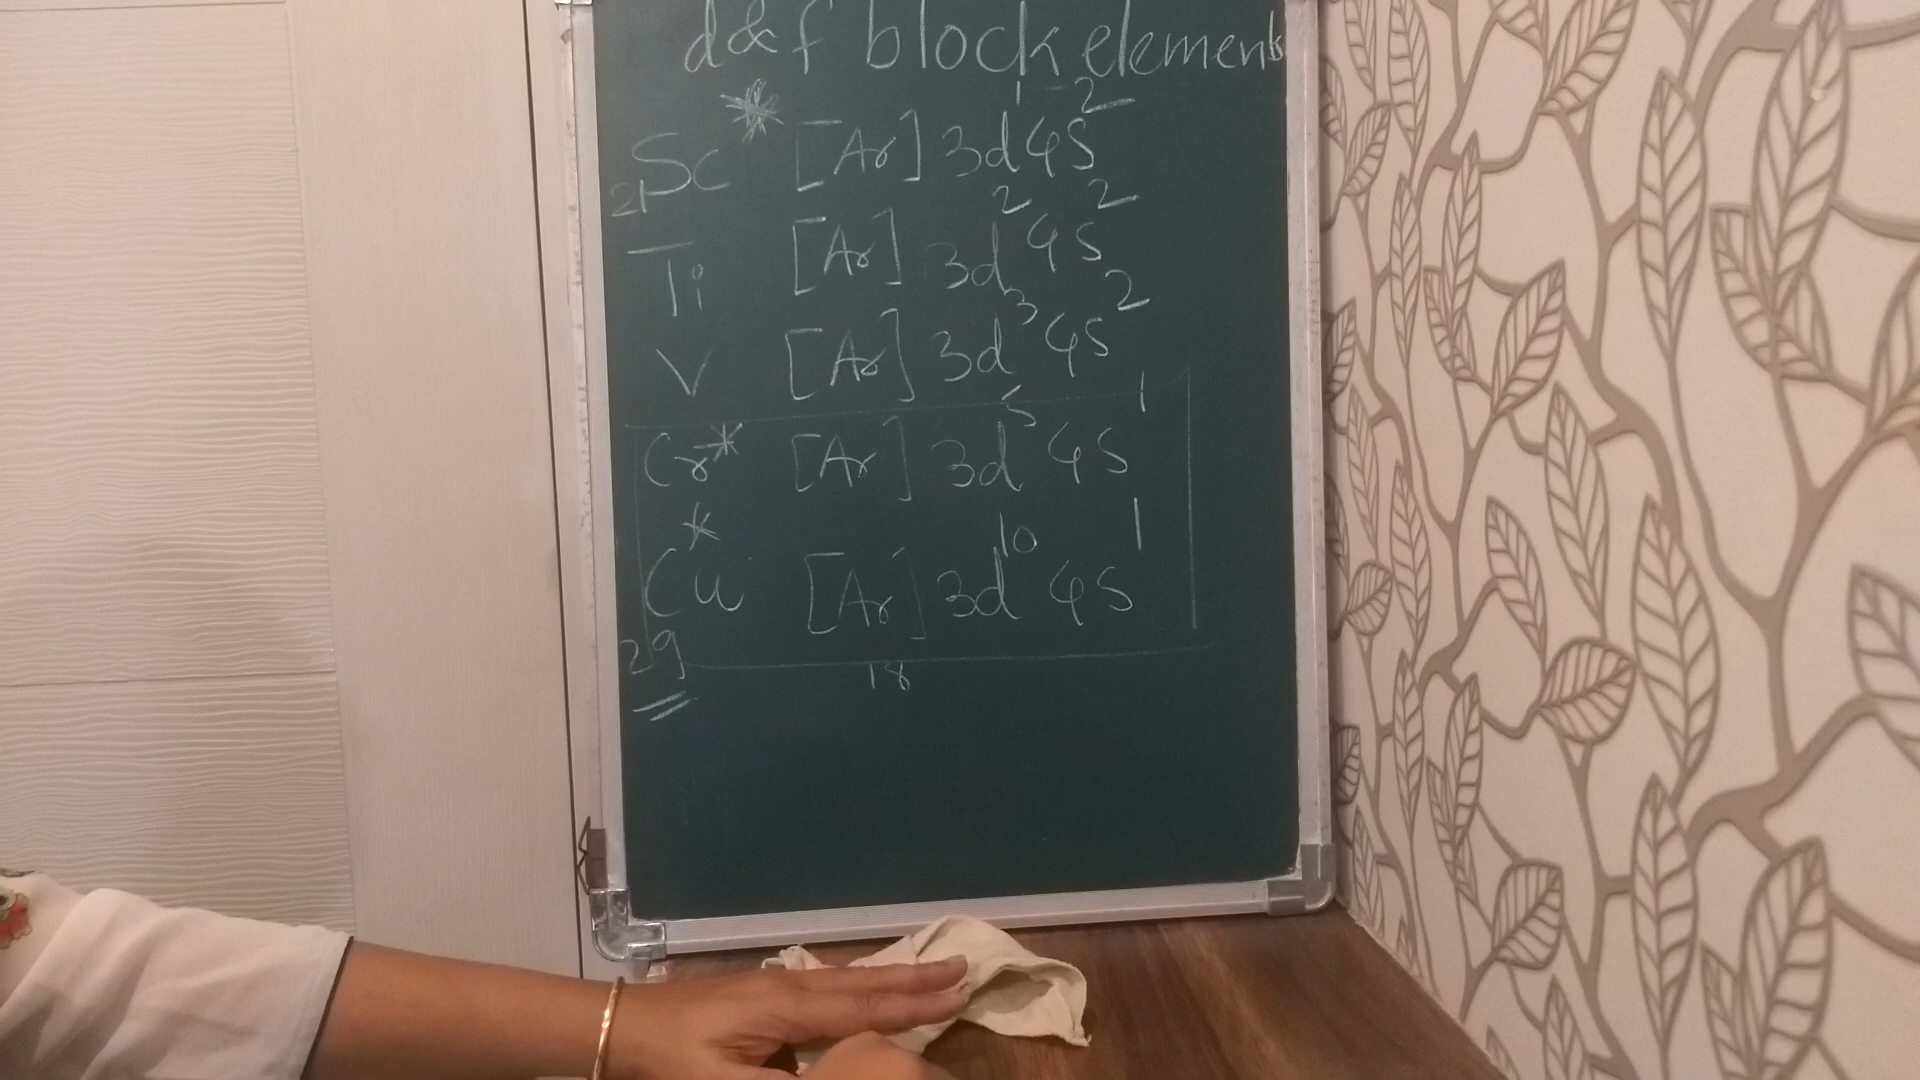 d & f block elements
21Sc* [Ar] 3d¹ 4s²
Ti [Ar] 3d² 4s²
V [Ar] 3d³ 4s²
Cr* [Ar] 3d⁵ 4s¹
*
Cu [Ar] 3d¹⁰ 4s¹
29 18